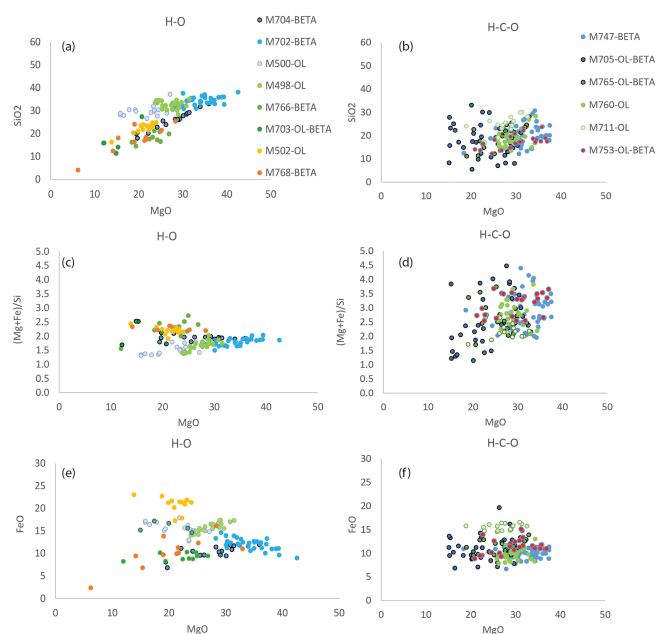 H-O
(a)
SiO2
60
50
40
30
20
10
0
0 10 20 30 40 50
MgO
M704-BETA
M702-BETA
M500-OL
M498-OL
M766-BETA
M703-OL-BETA
M502-OL
M768-BETA
H-C-O
(b)
SiO2
60
50
40
30
20
10
0
0 10 20 30 40 50
MgO
M747-BETA
M705-OL-BETA
M765-OL-BETA
M760-OL
M711-OL
M753-OL-BETA
H-O
(c)
(Mg+Fe)/Si
5.0
4.5
4.0
3.5
3.0
2.5
2.0
1.5
1.0
0.5
0.0
0 10 20 30 40 50
MgO
H-C-O
(d)
(Mg+Fe)/Si
5.0
4.5
4.0
3.5
3.0
2.5
2.0
1.5
1.0
0.5
0.0
0 10 20 30 40 50
MgO
H-O
(e)
FeO
30
25
20
15
10
5
0
0 10 20 30 40 50
MgO
H-C-O
(f)
FeO
30
25
20
15
10
5
0
0 10 20 30 40 50
MgO